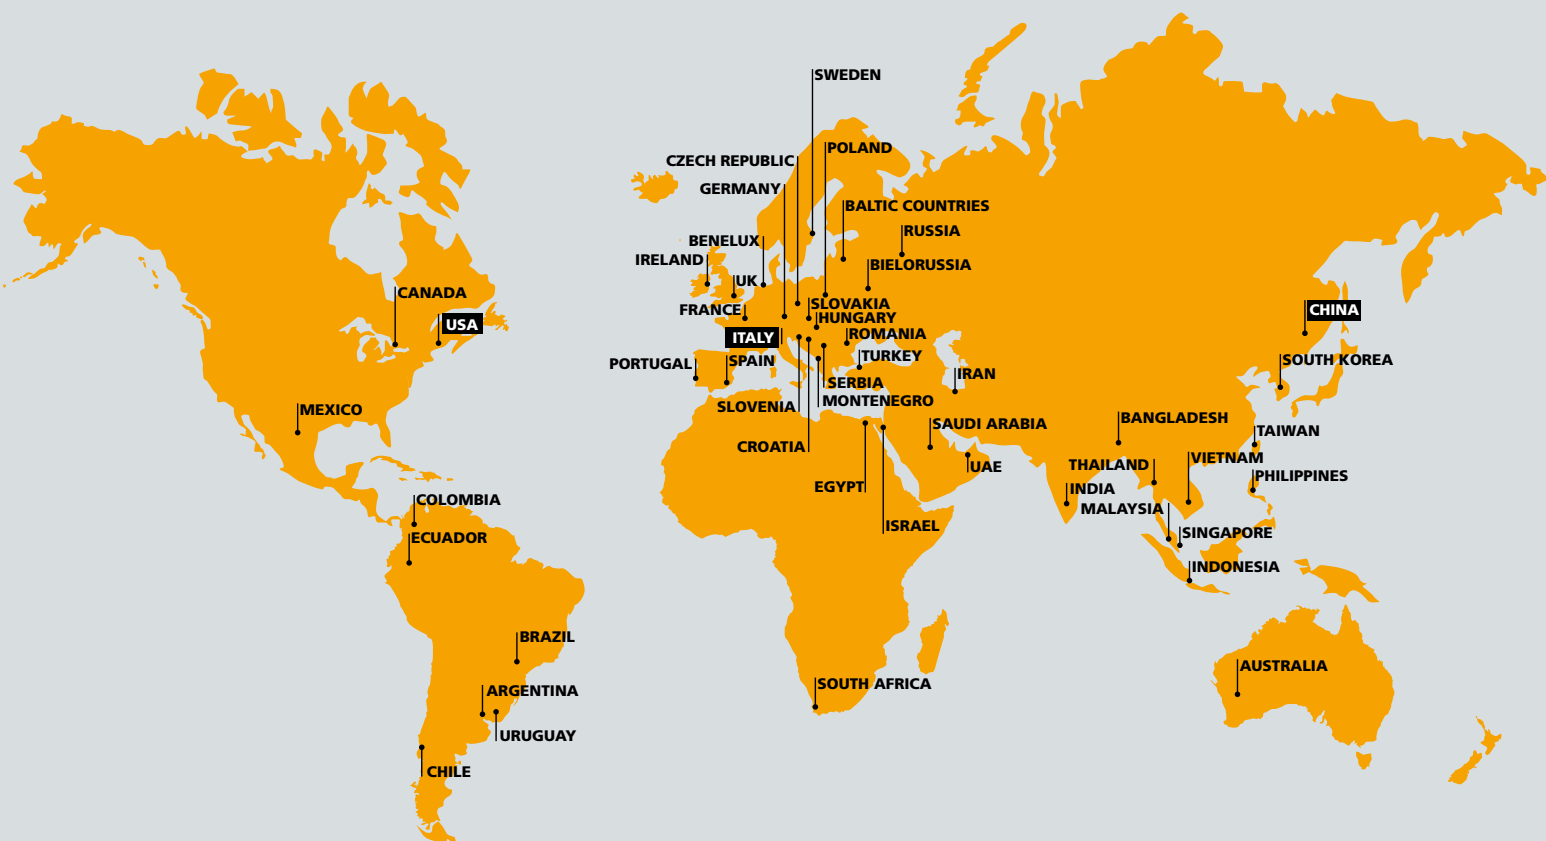 SWEDEN
POLAND
CZECH REPUBLIC
GERMANY
BALTIC COUNTRIES
RUSSIA
BENELUX
IRELAND
BIELORUSSIA
UK
CANADA
SLOVAKIA
FRANCE
CHINA
HUNGARY
USA
ROMANIA
ITALY
TURKEY
SOUTH KOREA
SPAIN
PORTUGAL
IRAN
SERBIA
MONTENEGRO
SLOVENIA
MEXICO
BANGLADESH
SAUDI ARABIA
TAIWAN
CROATIA
VIETNAM
THAILAND
UAE
PHILIPPINES
EGYPT
INDIA
COLOMBIA
MALAYSIA
ISRAEL
SINGAPORE
ECUADOR
INDONESIA
BRAZIL
AUSTRALIA
SOUTH AFRICA
ARGENTINA
URUGUAY
CHILE